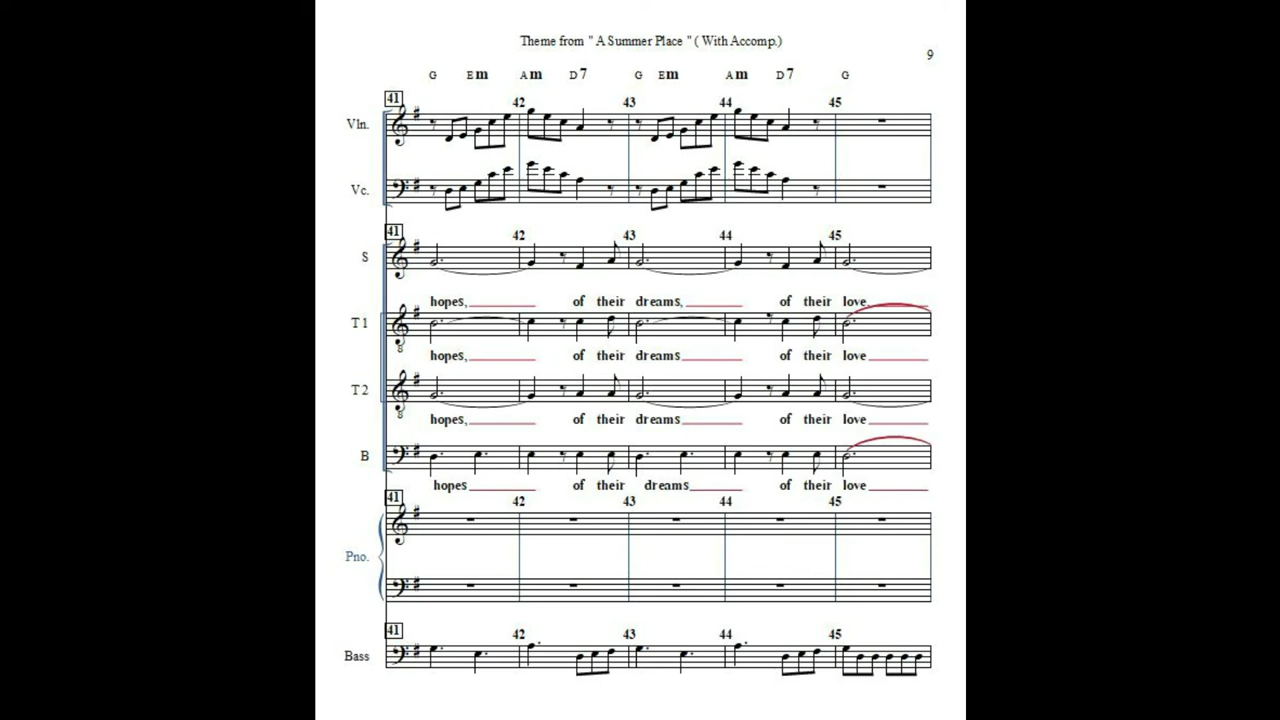 Theme from " A Summer Place " ( With Accomp.)
9
G Em Am D7 G Em Am D7 G
41 42 43 44 45
Vln.
Vc.
41 42 43 44 45
S
hopes, of their dreams, of their love
T 1
8
hopes, of their dreams of their love
T 2
8
hopes, of their dreams of their love
B
hopes of their dreams of their love
41 42 43 44 45
Pno.
41 42 43 44 45
Bass